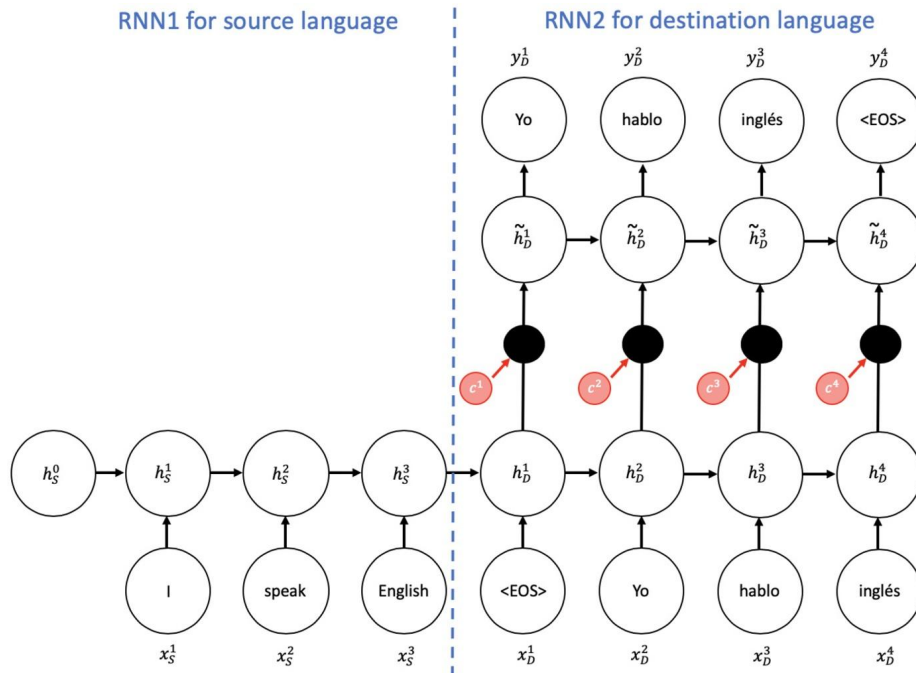 RNN1 for source language
RNN2 for destination language
y_D^1 y_D^2 y_D^3 y_D^4
Yo hablo inglés <EOS>
h̃_D^1 h̃_D^2 h̃_D^3 h̃_D^4
c^1 c^2 c^3 c^4
h_S^0 h_S^1 h_S^2 h_S^3 h_D^1 h_D^2 h_D^3 h_D^4
I speak English <EOS> Yo hablo inglés
x_S^1 x_S^2 x_S^3 x_D^1 x_D^2 x_D^3 x_D^4